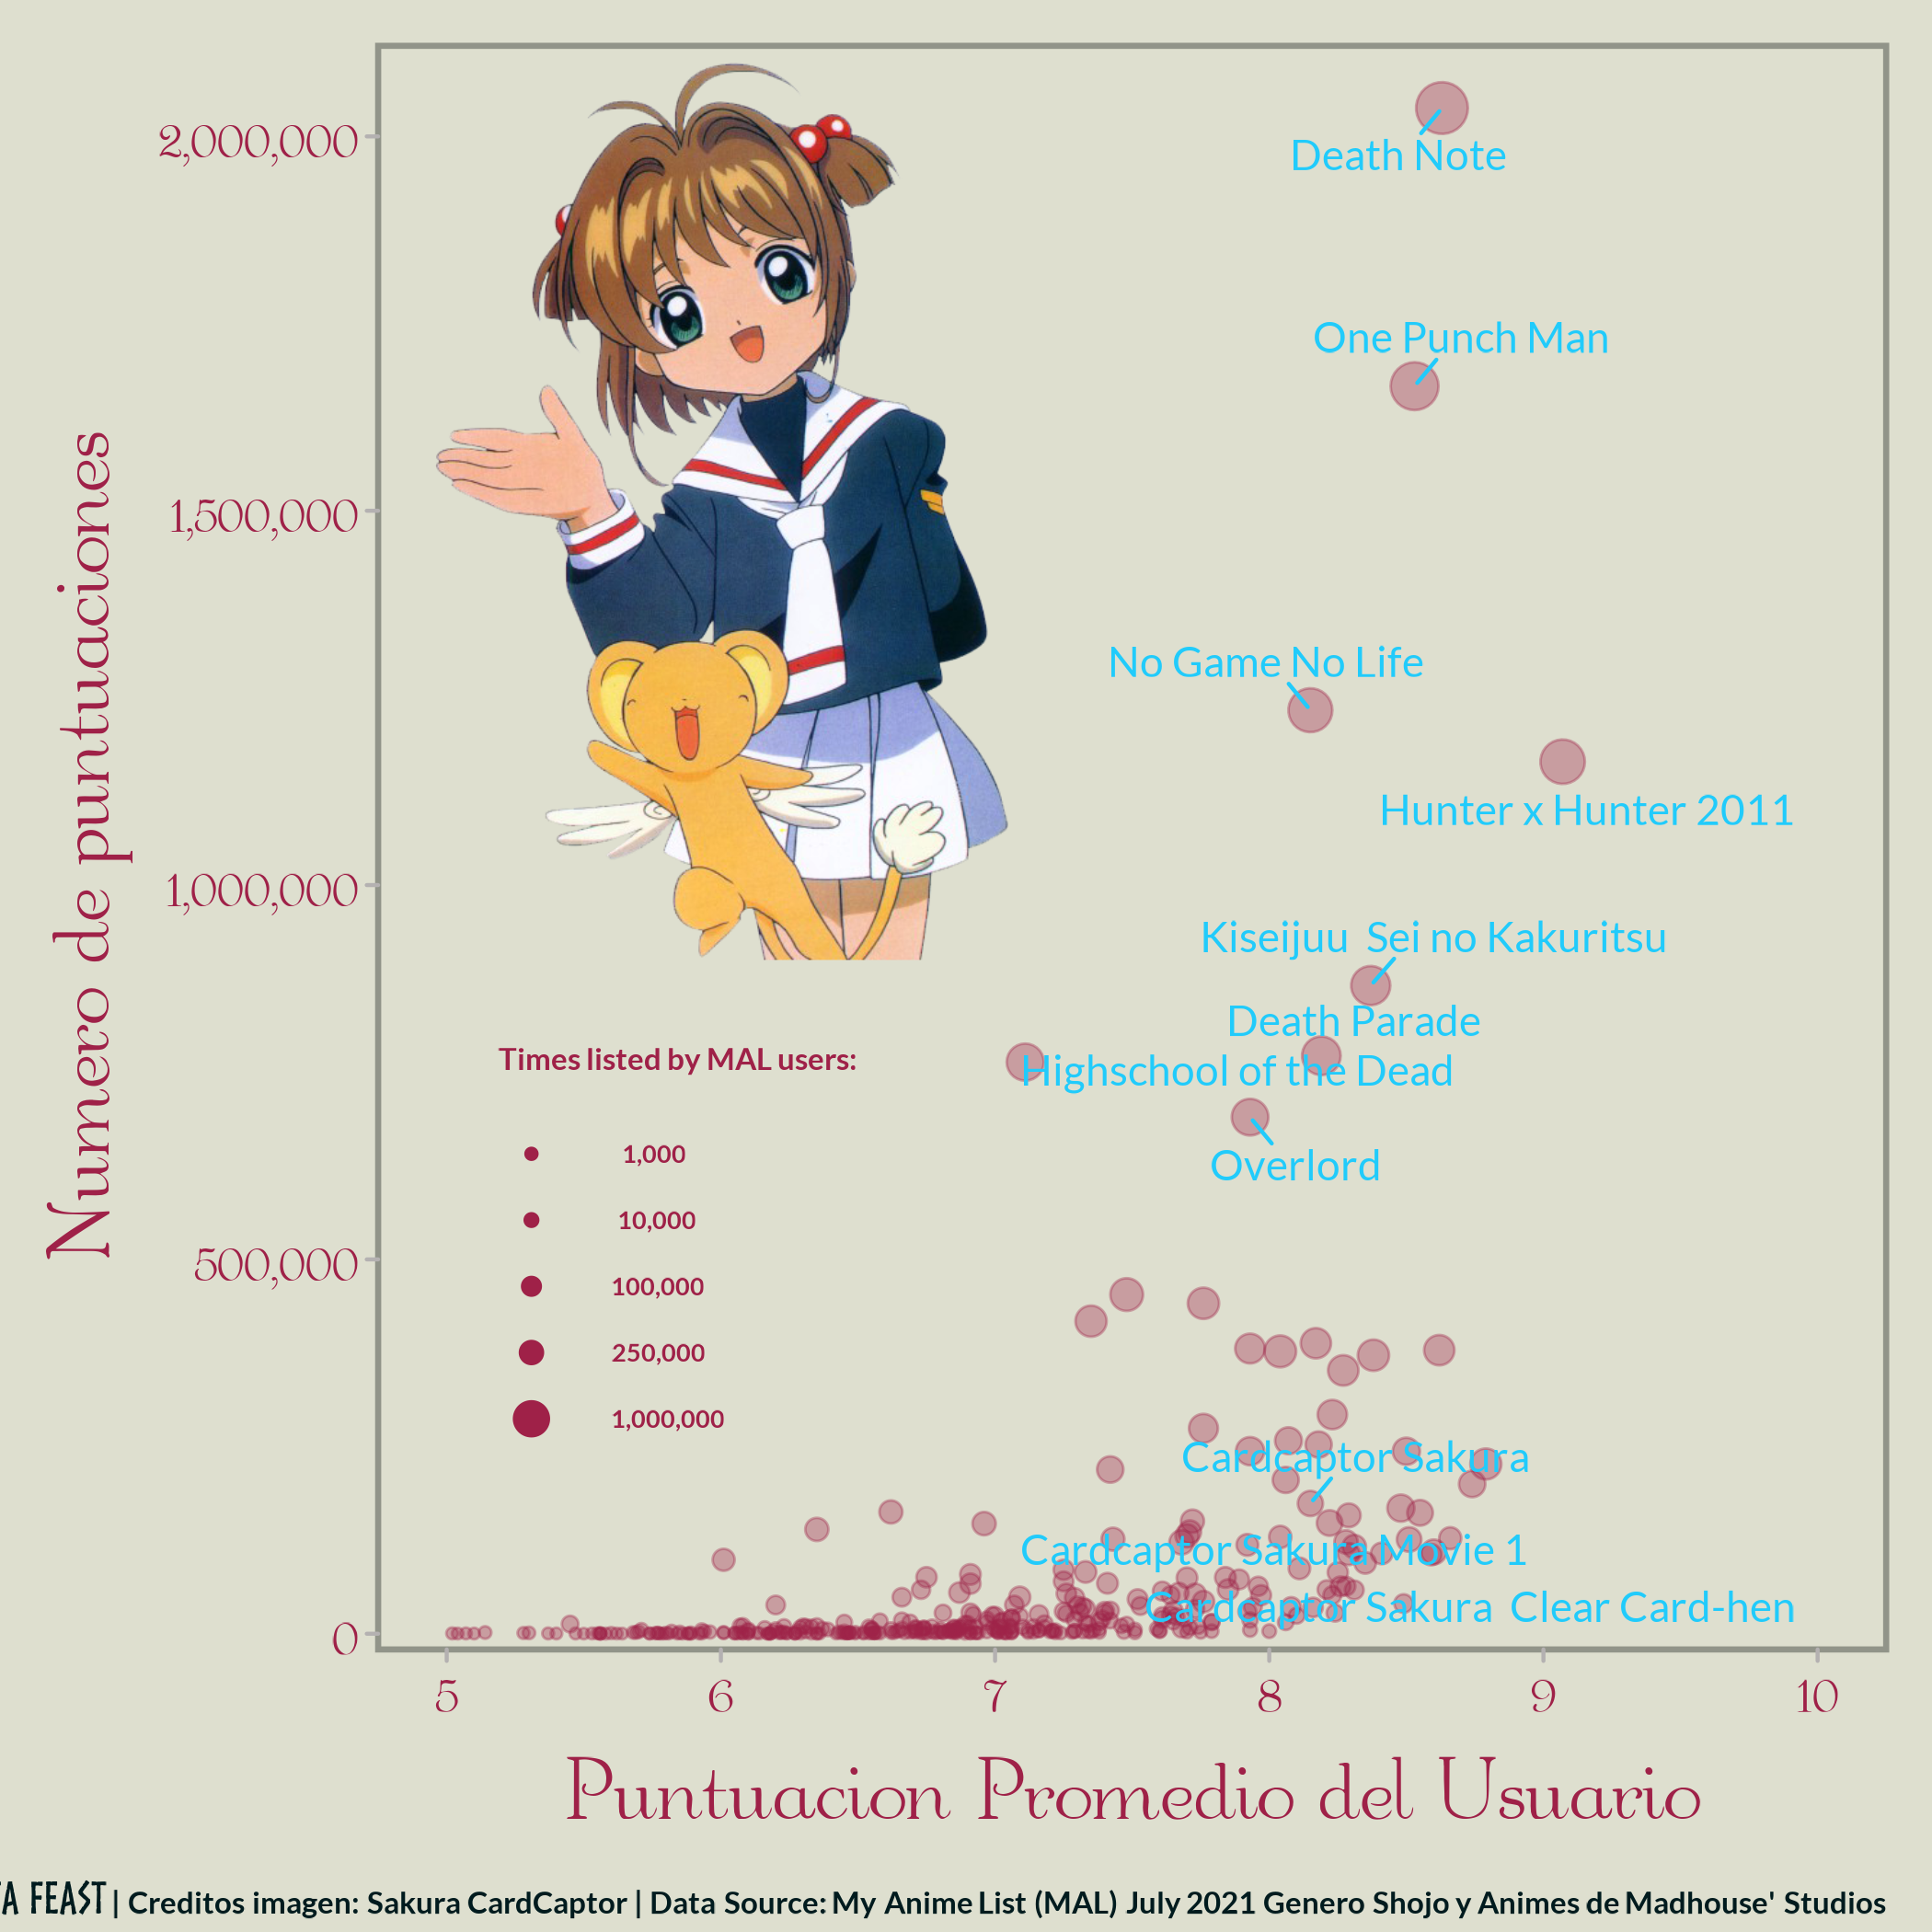 2,000,000
Death Note
One Punch Man
1,500,000
No Game No Life
Hunter x Hunter 2011
Numero de puntuaciones
1,000,000
Kiseijuu  Sei no Kakuritsu
Death Parade
Times listed by MAL users:
Highschool of the Dead
1,000
Overlord
10,000
500,000
100,000
250,000
1,000,000
Cardcaptor Sakura
Cardcaptor Sakura Movie 1
Cardcaptor Sakura  Clear Card-hen
0
5 6 7 8 9 10
Puntuacion Promedio del Usuario
FEAST | Creditos imagen: Sakura CardCaptor | Data Source: My Anime List (MAL) July 2021 Genero Shojo y Animes de Madhouse' Studios